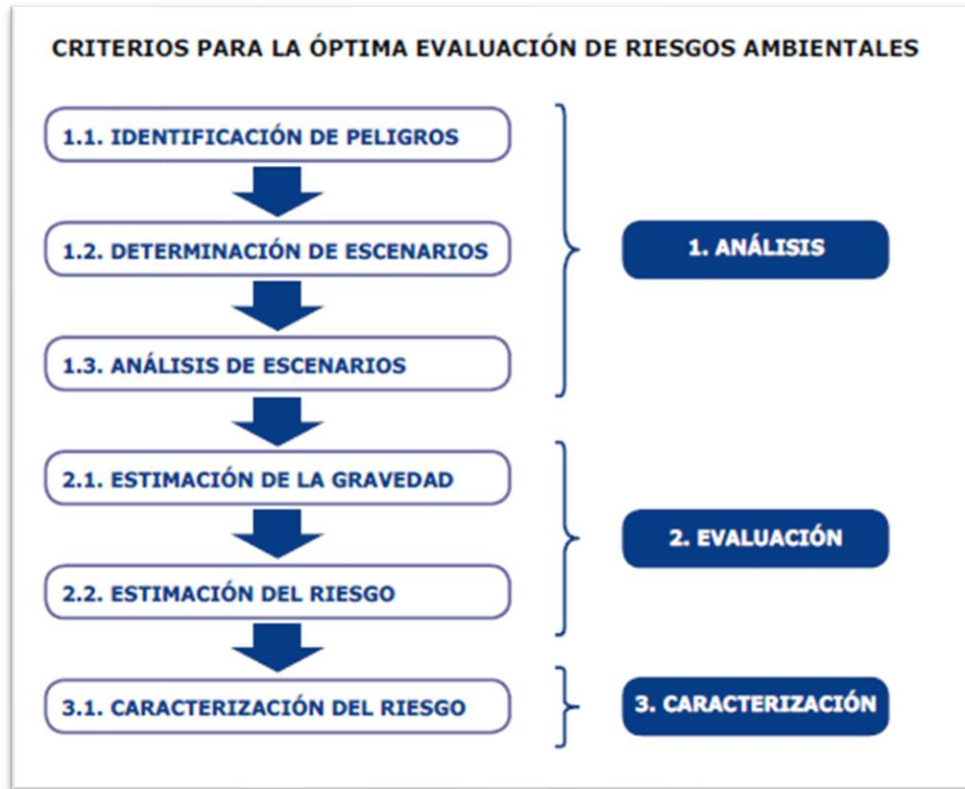 CRITERIOS PARA LA ÓPTIMA EVALUACIÓN DE RIESGOS AMBIENTALES
1.1. IDENTIFICACIÓN DE PELIGROS
1.2. DETERMINACIÓN DE ESCENARIOS
1. ANÁLISIS
1.3. ANÁLISIS DE ESCENARIOS
2.1. ESTIMACIÓN DE LA GRAVEDAD
2. EVALUACIÓN
2.2. ESTIMACIÓN DEL RIESGO
3.1. CARACTERIZACIÓN DEL RIESGO
3. CARACTERIZACIÓN